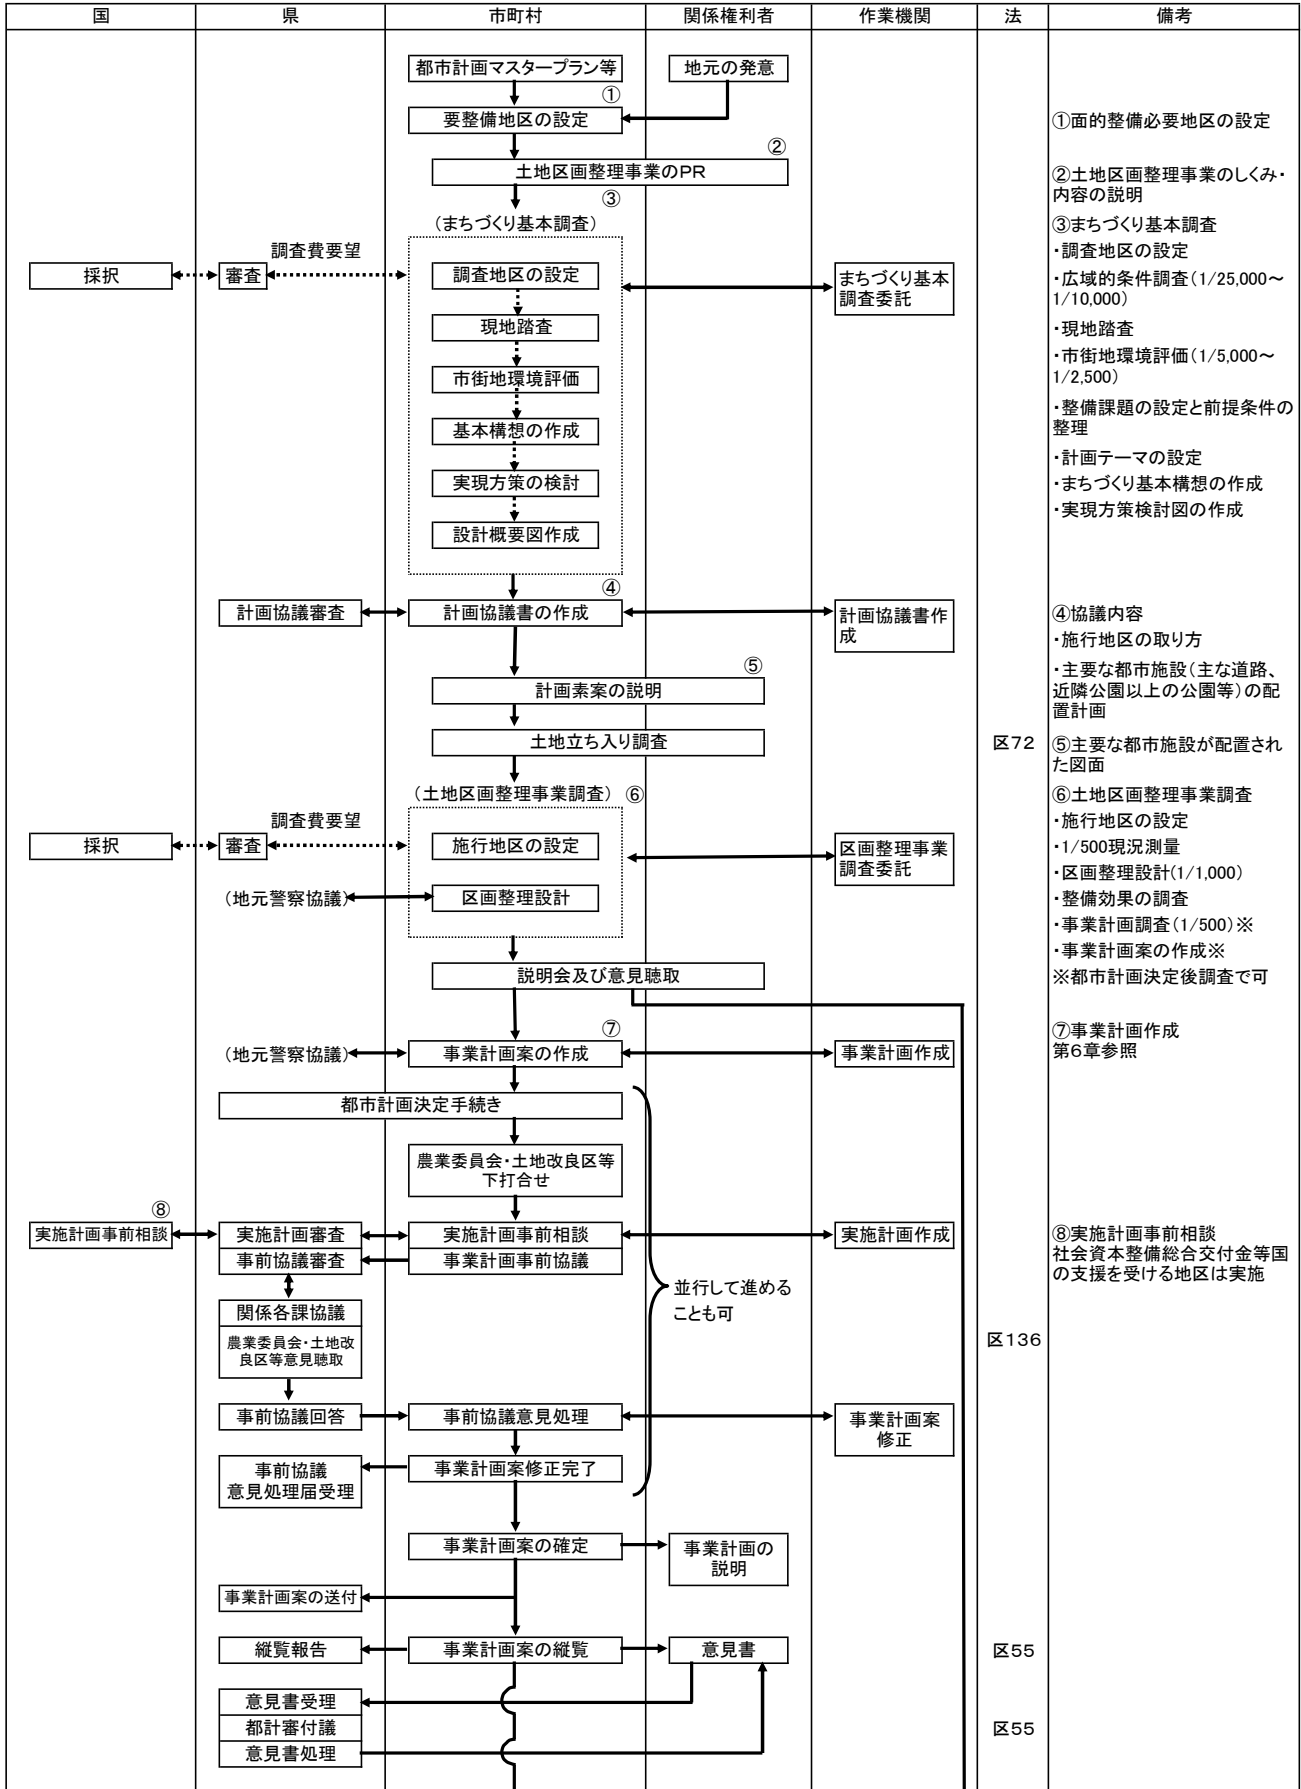 国
県
市町村
関係権利者
作業機関
法
備考
都市計画マスタープラン等
地元の発意
①
要整備地区の設定
①面的整備必要地区の設定
②
土地区画整理事業のPR
②土地区画整理事業のしくみ・
内容の説明
③
(まちづくり基本調査)
③まちづくり基本調査
・調査地区の設定
・広域的条件調査(1/25,000～
1/10,000)
・現地踏査
・市街地環境評価(1/5,000～
1/2,500)
・整備課題の設定と前提条件の
整理
・計画テーマの設定
・まちづくり基本構想の作成
・実現方策検討図の作成
調査費要望
採択
審査
調査地区の設定
まちづくり基本
調査委託
現地踏査
市街地環境評価
基本構想の作成
実現方策の検討
設計概要図作成
④
計画協議審査
計画協議書の作成
計画協議書作
成
④協議内容
・施行地区の取り方
・主要な都市施設(主な道路、
近隣公園以上の公園等)の配
置計画
⑤
計画素案の説明
土地立ち入り調査
区72
⑤主要な都市施設が配置され
た図面
(土地区画整理事業調査)
⑥
⑥土地区画整理事業調査
・施行地区の設定
・1/500現況測量
・区画整理設計(1/1,000)
・整備効果の調査
・事業計画調査(1/500)※
・事業計画案の作成※
※都市計画決定後調査で可
調査費要望
採択
審査
施行地区の設定
区画整理事業
調査委託
(地元警察協議)
区画整理設計
説明会及び意見聴取
⑦
(地元警察協議)
事業計画案の作成
事業計画作成
⑦事業計画作成
第6章参照
都市計画決定手続き
農業委員会・土地改良区等
下打合せ
⑧
実施計画事前相談
実施計画審査
実施計画事前相談
実施計画作成
⑧実施計画事前相談
社会資本整備総合交付金等国
の支援を受ける地区は実施
事前協議審査
事業計画事前協議
並行して進める
ことも可
関係各課協議
農業委員会・土地改
良区等意見聴取
区136
事前協議回答
事前協議意見処理
事業計画案
修正
事前協議
意見処理届受理
事業計画案修正完了
事業計画案の確定
事業計画の
説明
事業計画案の送付
縦覧報告
事業計画案の縦覧
意見書
区55
意見書受理
都計審付議
区55
意見書処理